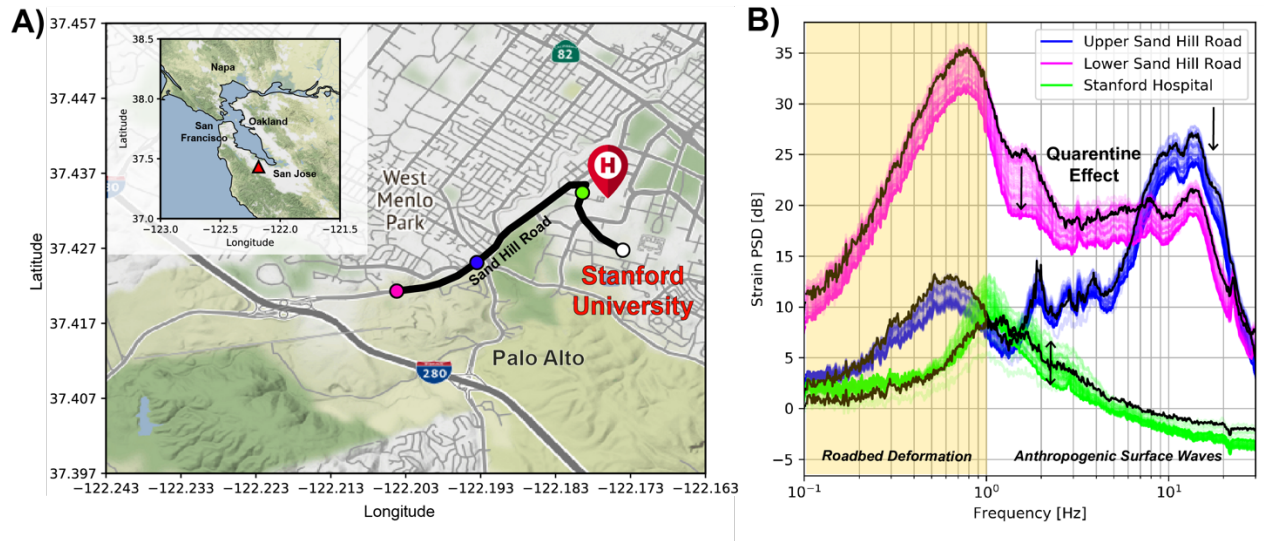 A)
37.457
37.447
37.437
37.427
37.417
37.407
37.397
Latitude
−122.243
−122.233
−122.223
−122.213
−122.203
−122.193
−122.183
−122.173
−122.163
Longitude
38.5
38.0
37.5
37.0
Latitude
−123.0
−122.5
−122.0
−121.5
Longitude
Napa
San
Francisco
Oakland
San Jose
82
H
West
Menlo
Park
Sand Hill Road
Stanford
University
Palo Alto
280
B)
35
30
25
20
15
10
5
0
−5
Strain PSD [dB]
Upper Sand Hill Road
Lower Sand Hill Road
Stanford Hospital
Quarentine
Effect
Roadbed Deformation
Anthropogenic Surface Waves
10⁻¹
10⁰
10¹
Frequency [Hz]